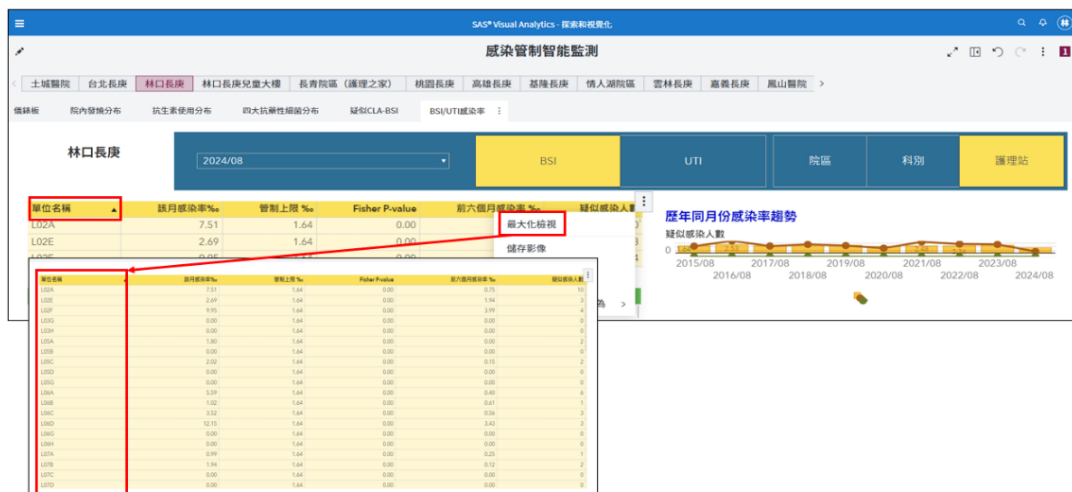 SAS® Visual Analytics - 探索和視覺化
林
感染管制智能監測
1
土城醫院 台北長庚 林口長庚 林口長庚兒童大樓 長青院區（護理之家） 桃園長庚 高雄長庚 基隆長庚 情人湖院區 雲林長庚 嘉義長庚 鳳山醫院
儀錶板 院內發燒分布 抗生素使用分布 四大抗藥性細菌分布 疑似CLA-BSI BSI/UTI感染率
林口長庚
2024/08
BSI UTI 院區 科別 護理站
單位名稱 該月感染率‰ 管制上限 ‰ Fisher P-value 前六個月感染率 ‰ 疑似感染人數
L02A 7.51 1.64 0.00
L02E 2.69 1.64 0.00
最大化檢視
儲存影像
為
歷年同月份感染率趨勢
疑似感染人數
0
2015/08 2017/08 2019/08 2021/08 2023/08
2016/08 2018/08 2020/08 2022/08 2024/08
單位名稱 該月感染率‰ 管制上限 ‰ Fisher P-value 前六個月感染率 ‰ 疑似感染人數
L02A 7.51 1.64 0.00 0.75 10
L02E 2.69 1.64 0.00 1.94 3
L02F 9.95 1.64 0.00 3.99 4
L03G 0.00 1.64 0.00 0.00 0
L03H 0.00 1.64 0.00 0.00 0
L05A 1.80 1.64 0.00 0.00 2
L05B 0.00 1.64 0.00 0.00 0
L05C 2.02 1.64 0.00 0.15 2
L05D 0.00 1.64 0.00 0.00 0
L05G 0.00 1.64 0.00 0.00 0
L06A 5.59 1.64 0.00 0.40 6
L06B 1.02 1.64 0.00 0.61 1
L06C 3.52 1.64 0.00 0.56 3
L06D 12.15 1.64 0.00 3.43 3
L06G 0.00 1.64 0.00 0.00 0
L06H 0.00 1.64 0.00 0.00 0
L07A 0.99 1.64 0.00 0.25 1
L07B 1.94 1.64 0.00 0.12 2
L07C 0.00 1.64 0.00 0.00 0
L07D 0.00 1.64 0.00 0.00 0